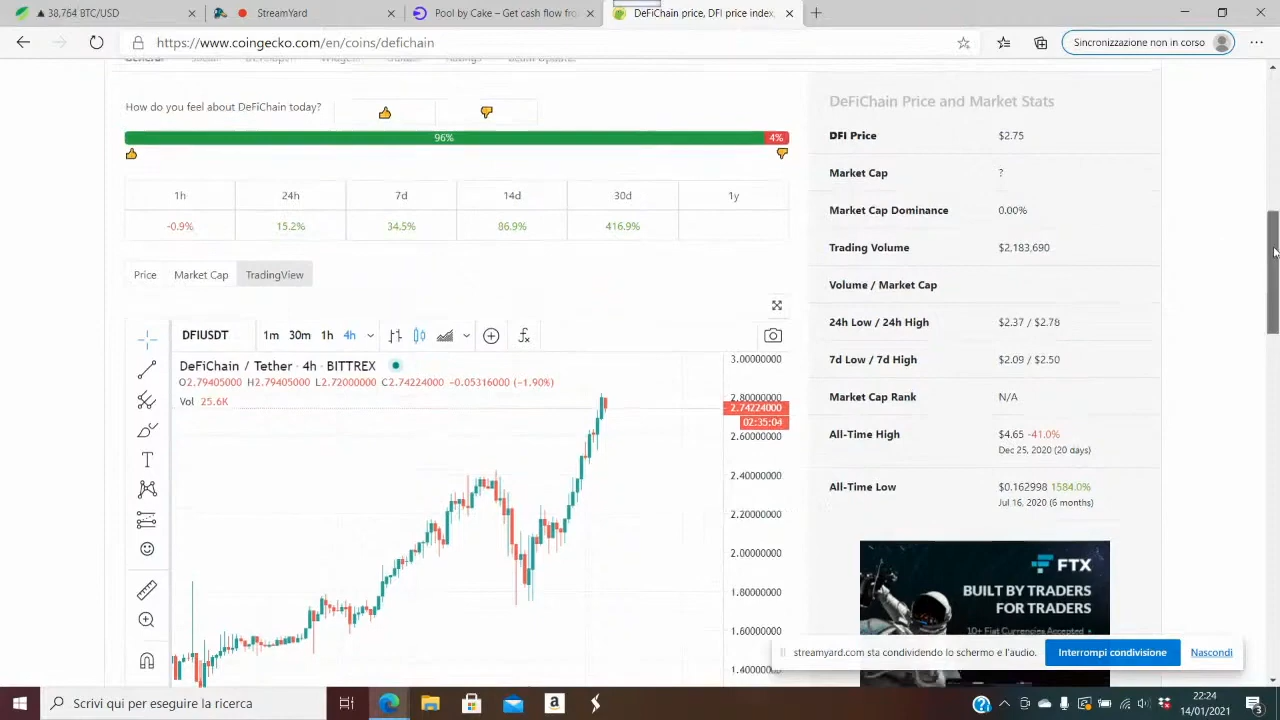 38,764 BTC to USD
StreamYard
Pool by Cake – Get cash flow fro
DeFiChain price, DFI price index,
https://www.coingecko.com/en/coins/defichain
Sincronizzazione non in corso
General
How do you feel about DeFiChain today?
96%
4%
1h 24h 7d 14d 30d 1y
-0.9% 15.2% 34.5% 86.9% 416.9%
Price Market Cap TradingView
DFIUSDT 1m 30m 1h 4h
DeFiChain / Tether · 4h · BITTREX
O2.79405000 H2.79405000 L2.72000000 C2.74224000 -0.05316000 (-1.90%)
Vol 25.6K
3.00000000
2.80000000
2.74224000
02:35:04
2.60000000
2.40000000
2.20000000
2.00000000
1.80000000
1.60000000
1.40000000
DeFiChain Price and Market Stats
DFI Price $2.75
Market Cap ?
Market Cap Dominance 0.00%
Trading Volume $2,183,690
Volume / Market Cap
24h Low / 24h High $2.37 / $2.78
7d Low / 7d High $2.09 / $2.50
Market Cap Rank N/A
All-Time High $4.65 -41.0%
Dec 25, 2020 (20 days)
All-Time Low $0.162998 1584.0%
Jul 16, 2020 (6 months)
FTX
BUILT BY TRADERS
FOR TRADERS
10+ Fiat Currencies Accepted
streamyard.com sta condividendo lo schermo e l'audio.
Interrompi condivisione
Nascondi
Scrivi qui per eseguire la ricerca
22:24
14/01/2021
3